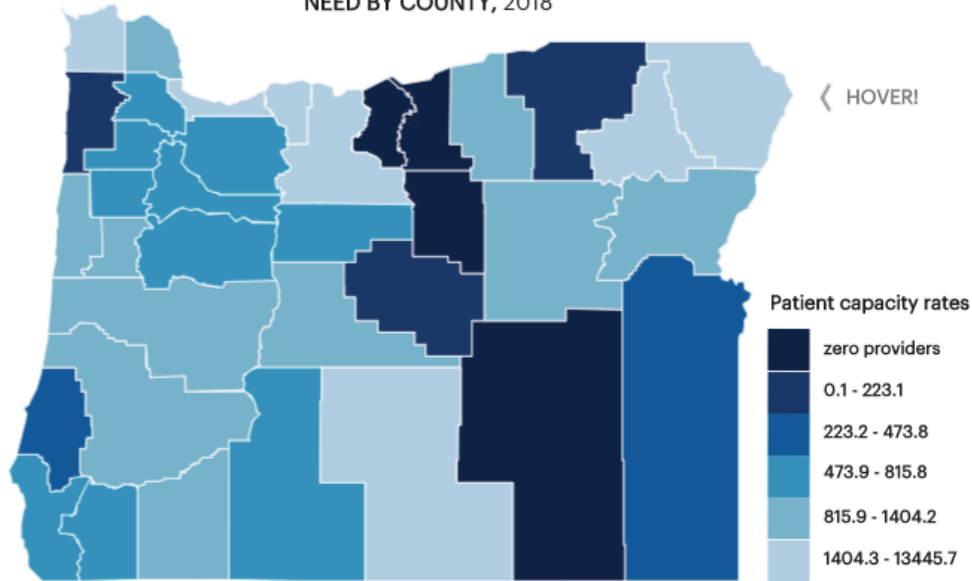 NEED BY COUNTY, 2018
〈 HOVER!
Patient capacity rates
zero providers
0.1 - 223.1
223.2 - 473.8
473.9 - 815.8
815.9 - 1404.2
1404.3 - 13445.7